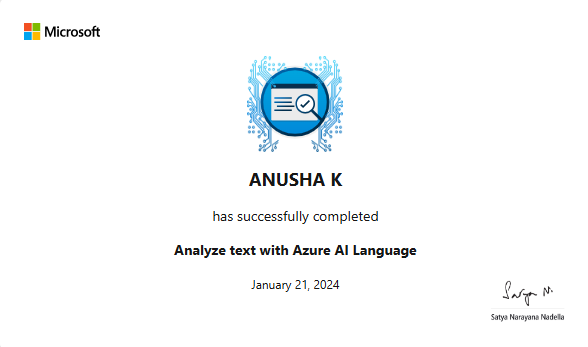 Microsoft
ANUSHA K
has successfully completed
Analyze text with Azure AI Language
January 21, 2024
Satya N.
Satya Narayana Nadella